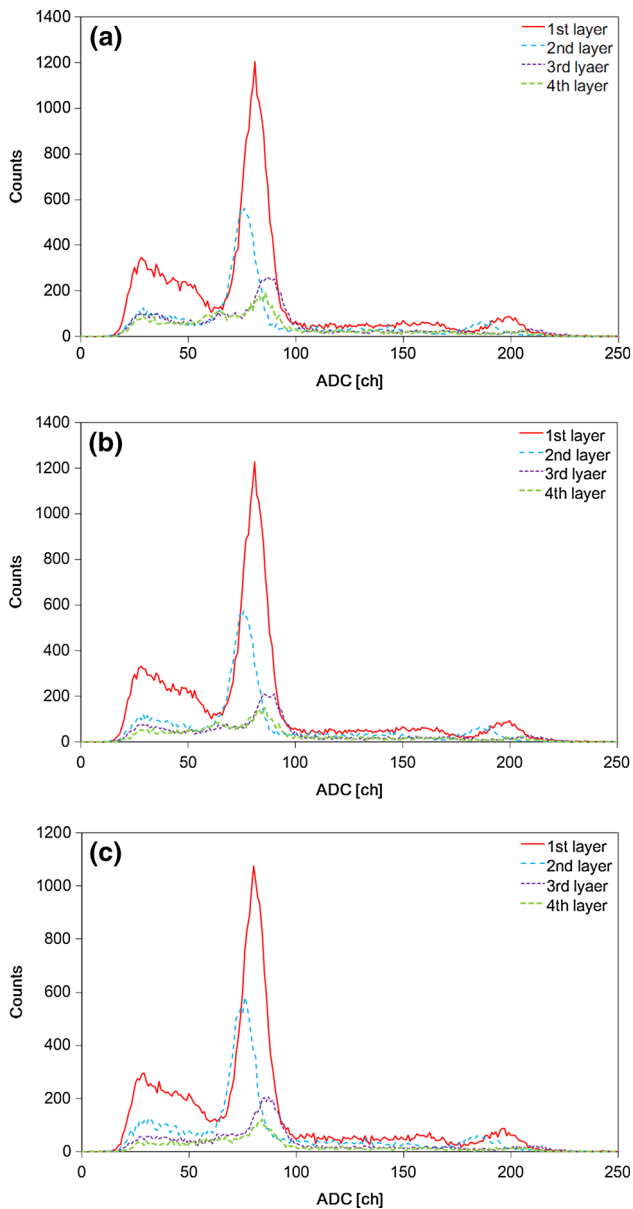 (a)
1400
1200
1000
800
600
400
200
0
Counts
0 50 100 150 200 250
ADC [ch]
1st layer
2nd layer
3rd lyaer
4th layer
(b)
1400
1200
1000
800
600
400
200
0
Counts
0 50 100 150 200 250
ADC [ch]
1st layer
2nd layer
3rd lyaer
4th layer
(c)
1200
1000
800
600
400
200
0
Counts
0 50 100 150 200 250
ADC [ch]
1st layer
2nd layer
3rd lyaer
4th layer